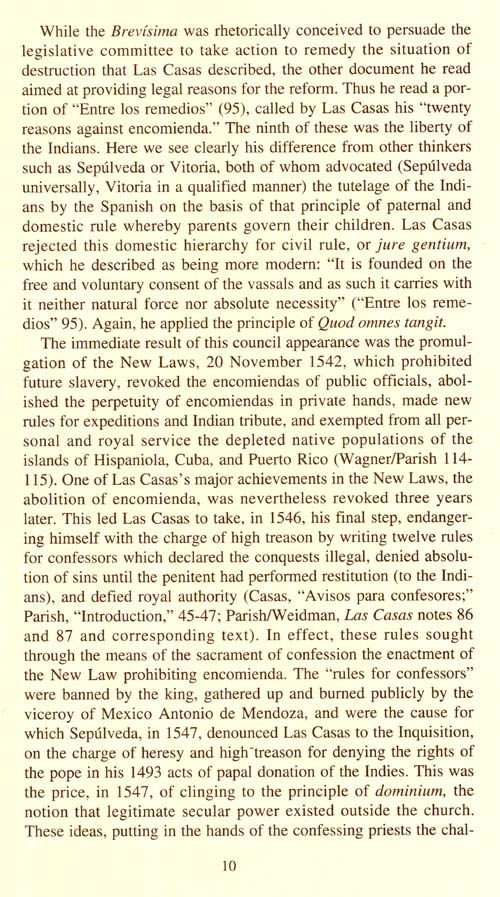 While the Brevísima was rhetorically conceived to persuade the
legislative committee to take action to remedy the situation of
destruction that Las Casas described, the other document he read
aimed at providing legal reasons for the reform. Thus he read a por-
tion of “Entre los remedios” (95), called by Las Casas his “twenty
reasons against encomienda.” The ninth of these was the liberty of
the Indians. Here we see clearly his difference from other thinkers
such as Sepúlveda or Vitoria, both of whom advocated (Sepúlveda
universally, Vitoria in a qualified manner) the tutelage of the Indi-
ans by the Spanish on the basis of that principle of paternal and
domestic rule whereby parents govern their children. Las Casas
rejected this domestic hierarchy for civil rule, or jure gentium,
which he described as being more modern: “It is founded on the
free and voluntary consent of the vassals and as such it carries with
it neither natural force nor absolute necessity” (“Entre los reme-
dios” 95). Again, he applied the principle of Quod omnes tangit.
The immediate result of this council appearance was the promul-
gation of the New Laws, 20 November 1542, which prohibited
future slavery, revoked the encomiendas of public officials, abol-
ished the perpetuity of encomiendas in private hands, made new
rules for expeditions and Indian tribute, and exempted from all per-
sonal and royal service the depleted native populations of the
islands of Hispaniola, Cuba, and Puerto Rico (Wagner/Parish 114-
115). One of Las Casas’s major achievements in the New Laws, the
abolition of encomienda, was nevertheless revoked three years
later. This led Las Casas to take, in 1546, his final step, endanger-
ing himself with the charge of high treason by writing twelve rules
for confessors which declared the conquests illegal, denied absolu-
tion of sins until the penitent had performed restitution (to the Indi-
ans), and defied royal authority (Casas, “Avisos para confesores;”
Parish, “Introduction,” 45-47; Parish/Weidman, Las Casas notes 86
and 87 and corresponding text). In effect, these rules sought
through the means of the sacrament of confession the enactment of
the New Law prohibiting encomienda. The “rules for confessors”
were banned by the king, gathered up and burned publicly by the
viceroy of Mexico Antonio de Mendoza, and were the cause for
which Sepúlveda, in 1547, denounced Las Casas to the Inquisition,
on the charge of heresy and high treason for denying the rights of
the pope in his 1493 acts of papal donation of the Indies. This was
the price, in 1547, of clinging to the principle of dominium, the
notion that legitimate secular power existed outside the church.
These ideas, putting in the hands of the confessing priests the chal-
10